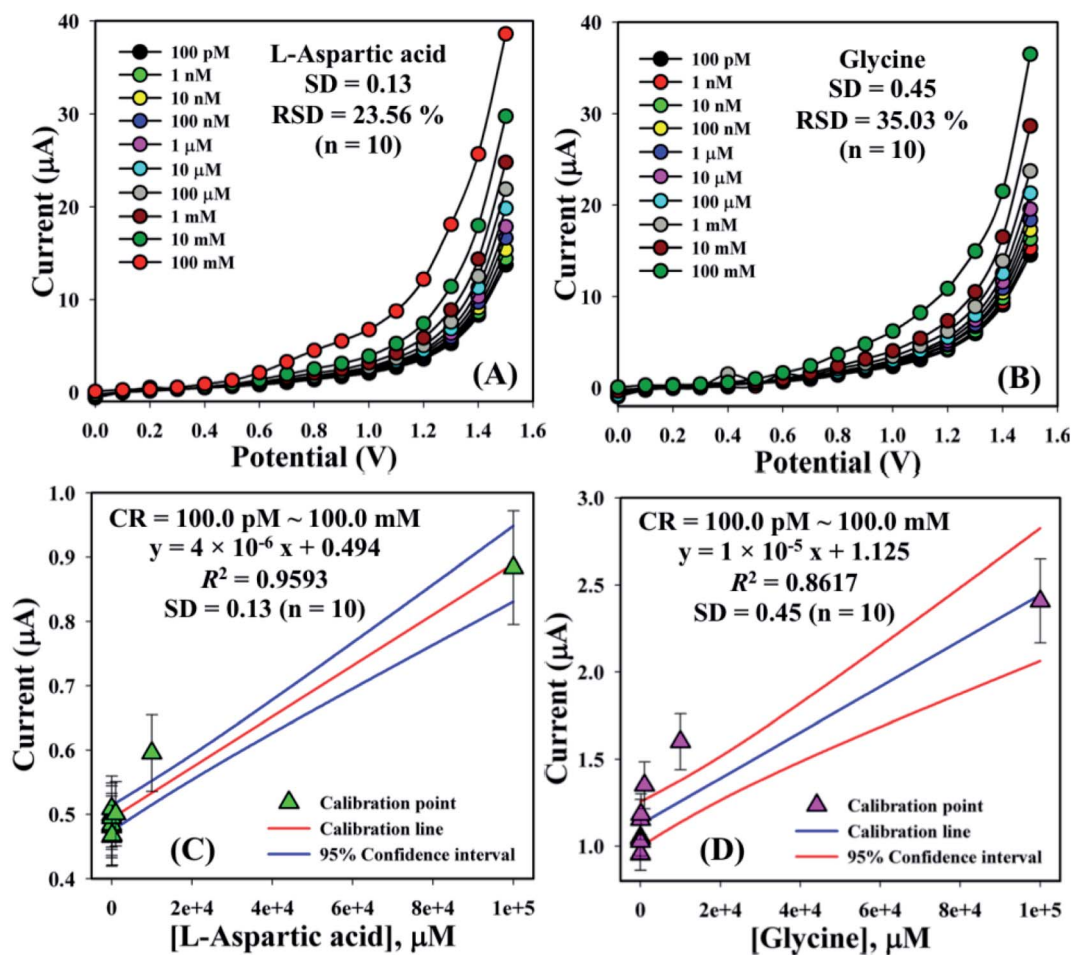 40
30
20
10
0
Current (μA)
100 pM
1 nM
10 nM
100 nM
1 μM
10 μM
100 μM
1 mM
10 mM
100 mM
L-Aspartic acid
SD = 0.13
RSD = 23.56 %
(n = 10)
(A)
0.0 0.2 0.4 0.6 0.8 1.0 1.2 1.4 1.6
Potential (V)
40
30
20
10
0
Current (μA)
100 pM
1 nM
10 nM
100 nM
1 μM
10 μM
100 μM
1 mM
10 mM
100 mM
Glycine
SD = 0.45
RSD = 35.03 %
(n = 10)
(B)
0.0 0.2 0.4 0.6 0.8 1.0 1.2 1.4 1.6
Potential (V)
1.0
0.9
0.8
0.7
0.6
0.5
0.4
Current (μA)
CR = 100.0 pM ~ 100.0 mM
y = 4 × 10⁻⁶ x + 0.494
R² = 0.9593
SD = 0.13 (n = 10)
Calibration point
Calibration line
95% Confidence interval
(C)
0 2e+4 4e+4 6e+4 8e+4 1e+5
[L-Aspartic acid], μM
3.0
2.5
2.0
1.5
1.0
Current (μA)
CR = 100.0 pM ~ 100.0 mM
y = 1 × 10⁻⁵ x + 1.125
R² = 0.8617
SD = 0.45 (n = 10)
Calibration point
Calibration line
95% Confidence interval
(D)
0 2e+4 4e+4 6e+4 8e+4 1e+5
[Glycine], μM